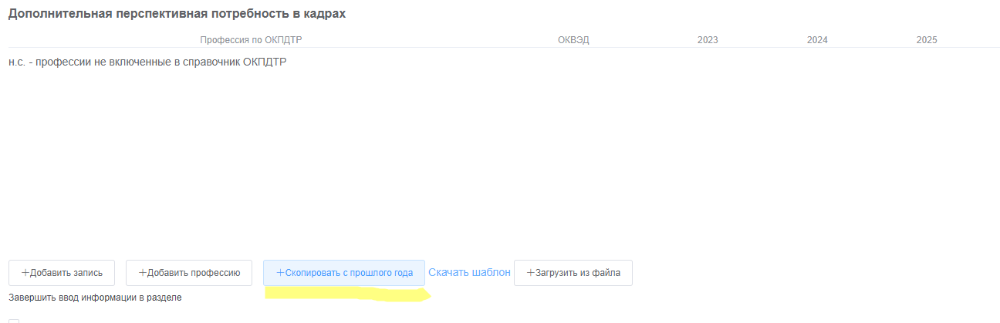 Дополнительная перспективная потребность в кадрах
Профессия по ОКПДТР ОКВЭД 2023 2024 2025
н.с. - профессии не включенные в справочник ОКПДТР
+Добавить запись +Добавить профессию +Скопировать с прошлого года Скачать шаблон +Загрузить из файла
Завершить ввод информации в разделе